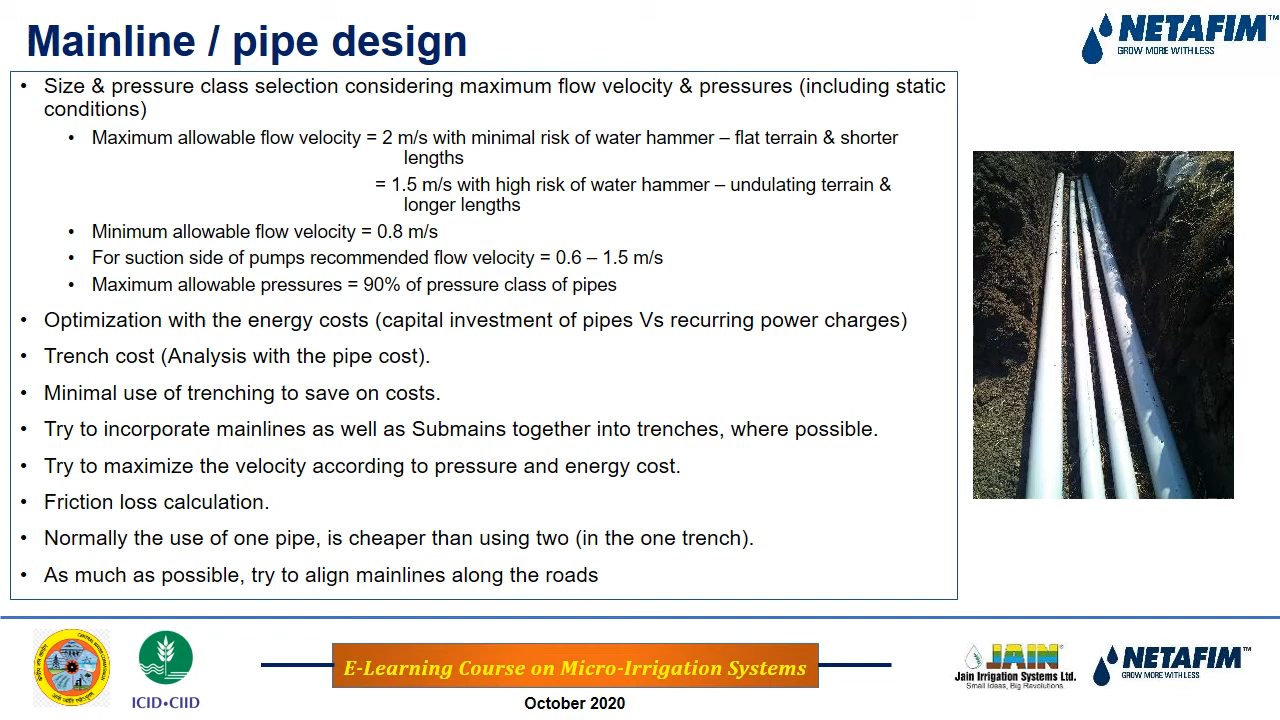 Mainline / pipe design
NETAFIM™
GROW MORE WITH LESS
• Size & pressure class selection considering maximum flow velocity & pressures (including static
conditions)
• Maximum allowable flow velocity = 2 m/s with minimal risk of water hammer – flat terrain & shorter
lengths
= 1.5 m/s with high risk of water hammer – undulating terrain &
longer lengths
• Minimum allowable flow velocity = 0.8 m/s
• For suction side of pumps recommended flow velocity = 0.6 – 1.5 m/s
• Maximum allowable pressures = 90% of pressure class of pipes
• Optimization with the energy costs (capital investment of pipes Vs recurring power charges)
• Trench cost (Analysis with the pipe cost).
• Minimal use of trenching to save on costs.
• Try to incorporate mainlines as well as Submains together into trenches, where possible.
• Try to maximize the velocity according to pressure and energy cost.
• Friction loss calculation.
• Normally the use of one pipe, is cheaper than using two (in the one trench).
• As much as possible, try to align mainlines along the roads
ICID•CIID
E-Learning Course on Micro-Irrigation Systems
October 2020
JAIN®
Jain Irrigation Systems Ltd.
Small Ideas, Big Revolutions.
NETAFIM™
GROW MORE WITH LESS